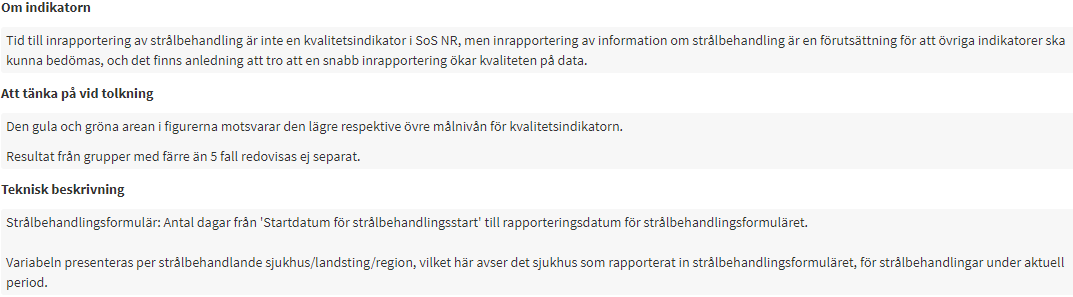 Om indikatorn
Tid till inrapportering av strålbehandling är inte en kvalitetsindikator i SoS NR, men inrapportering av information om strålbehandling är en förutsättning för att övriga indikatorer ska
kunna bedömas, och det finns anledning att tro att en snabb inrapportering ökar kvaliteten på data.
Att tänka på vid tolkning
Den gula och gröna arean i figurerna motsvarar den lägre respektive övre målnivån för kvalitetsindikatorn.
Resultat från grupper med färre än 5 fall redovisas ej separat.
Teknisk beskrivning
Strålbehandlingsformulär: Antal dagar från 'Startdatum för strålbehandlingsstart' till rapporteringsdatum för strålbehandlingsformuläret.
Variabeln presenteras per strålbehandlande sjukhus/landsting/region, vilket här avser det sjukhus som rapporterat in strålbehandlingsformuläret, för strålbehandlingar under aktuell
period.